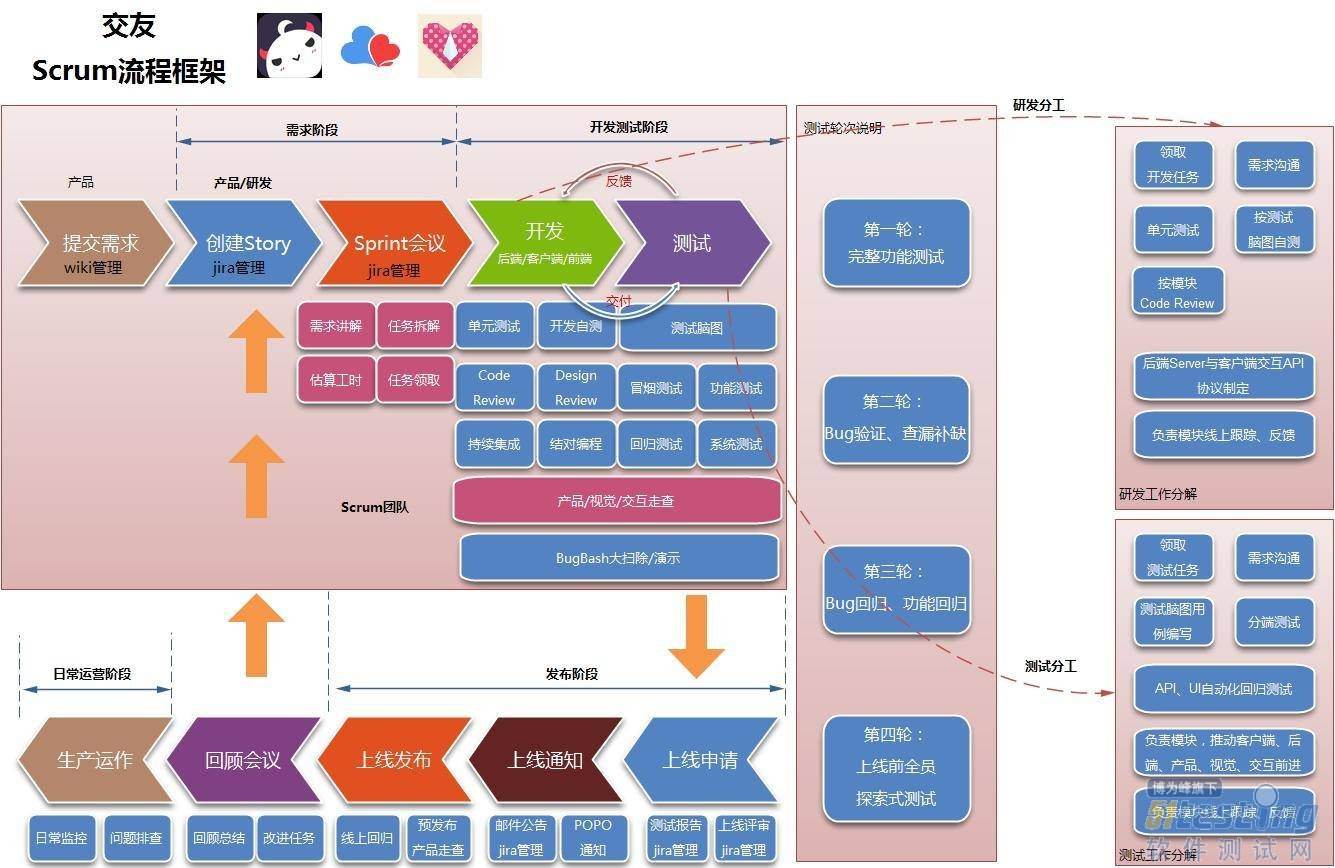 交友
Scrum流程框架
需求阶段
开发测试阶段
产品
产品/研发
反馈
提交需求
wiki管理
创建Story
jira管理
Sprint会议
jira管理
开发
后端/客户端/前端
测试
交付
需求讲解
任务拆解
单元测试
开发自测
测试脑图
估算工时
任务领取
Code
Review
Design
Review
冒烟测试
功能测试
持续集成
结对编程
回归测试
系统测试
Scrum团队
产品/视觉/交互走查
BugBash大扫除/演示
日常运营阶段
发布阶段
生产运作
回顾会议
上线发布
上线通知
上线申请
日常监控
问题排查
回顾总结
改进任务
线上回归
预发布
产品走查
邮件公告
jira管理
POPO
通知
测试报告
jira管理
上线评审
jira管理
测试轮次说明
第一轮：
完整功能测试
第二轮：
Bug验证、查漏补缺
第三轮：
Bug回归、功能回归
第四轮：
上线前全员
探索式测试
研发分工
领取
开发任务
需求沟通
单元测试
按测试
脑图自测
按模块
Code Review
后端Server与客户端交互API
协议制定
负责模块线上跟踪、反馈
研发工作分解
测试分工
领取
测试任务
需求沟通
测试脑图用
例编写
分端测试
API、UI自动化回归测试
负责模块，推动客户端、后
端、产品、视觉、交互前进
负责模块线上跟踪、反馈
测试工作分解
博为峰旗下
51testing
软件测试网